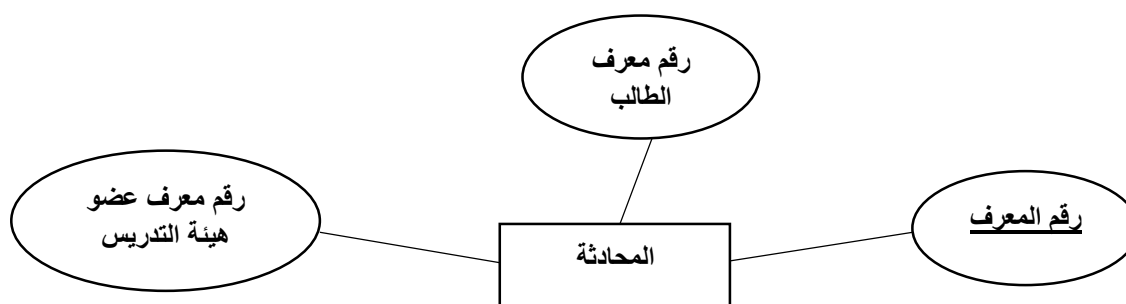 رقم معرف
الطالب
رقم المعرف
رقم معرف عضو
هيئة التدريس
المحادثة